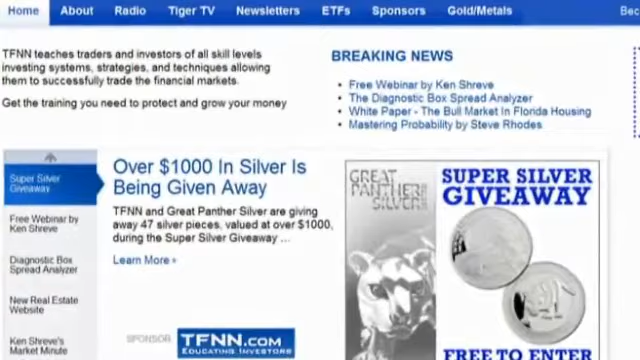 Home About Radio Tiger TV Newsletters ETFs Sponsors Gold/Metals Bec
TFNN teaches traders and investors of all skill levels
investing systems, strategies, and techniques allowing
them to successfully trade the financial markets.
Get the training you need to protect and grow your money
BREAKING NEWS
Free Webinar by Ken Shreve
The Diagnostic Box Spread Analyzer
White Paper - The Bull Market In Florida Housing
Mastering Probability by Steve Rhodes
Super Silver
Giveaway
Free Webinar by
Ken Shreve
Diagnostic Box
Spread Analyzer
New Real Estate
Website
Ken Shreve's
Market Minute
Over $1000 In Silver Is
Being Given Away
TFNN and Great Panther Silver are giving
away 47 silver pieces, valued at over $1000,
during the Super Silver Giveaway ...
Learn More
SPONSOR TFNN.COM
EDUCATING INVESTORS
GREAT
PANTHER
SILVER
SUPER SILVER
GIVEAWAY
FREE TO ENTER